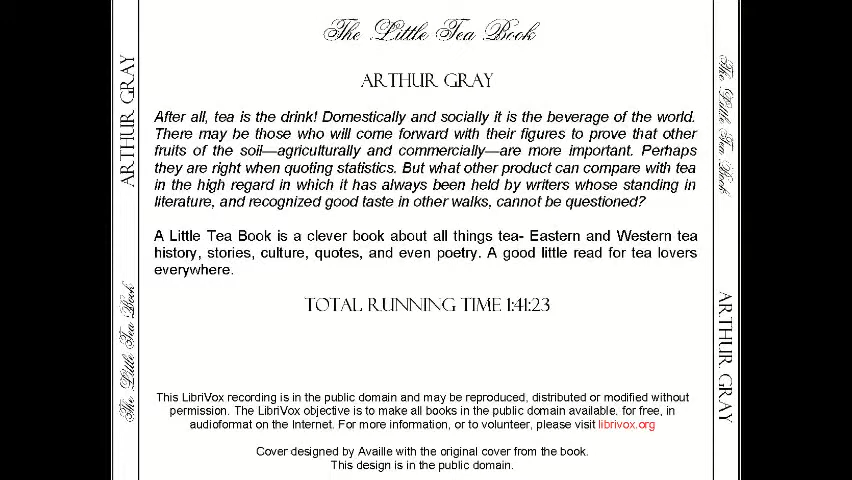 The Little Tea Book
ARTHUR GRAY
After all, tea is the drink! Domestically and socially it is the beverage of the world.
There may be those who will come forward with their figures to prove that other
fruits of the soil—agriculturally and commercially—are more important. Perhaps
they are right when quoting statistics. But what other product can compare with tea
in the high regard in which it has always been held by writers whose standing in
literature, and recognized good taste in other walks, cannot be questioned?
A Little Tea Book is a clever book about all things tea- Eastern and Western tea
history, stories, culture, quotes, and even poetry. A good little read for tea lovers
everywhere.
TOTAL RUNNING TIME 1:41:23
This LibriVox recording is in the public domain and may be reproduced, distributed or modified without
permission. The LibriVox objective is to make all books in the public domain available. for free, in
audioformat on the Internet. For more information, or to volunteer, please visit librivox.org
Cover designed by Availle with the original cover from the book.
This design is in the public domain.
ARTHUR GRAY
The Little Tea Book
The Little Tea Book
ARTHUR GRAY